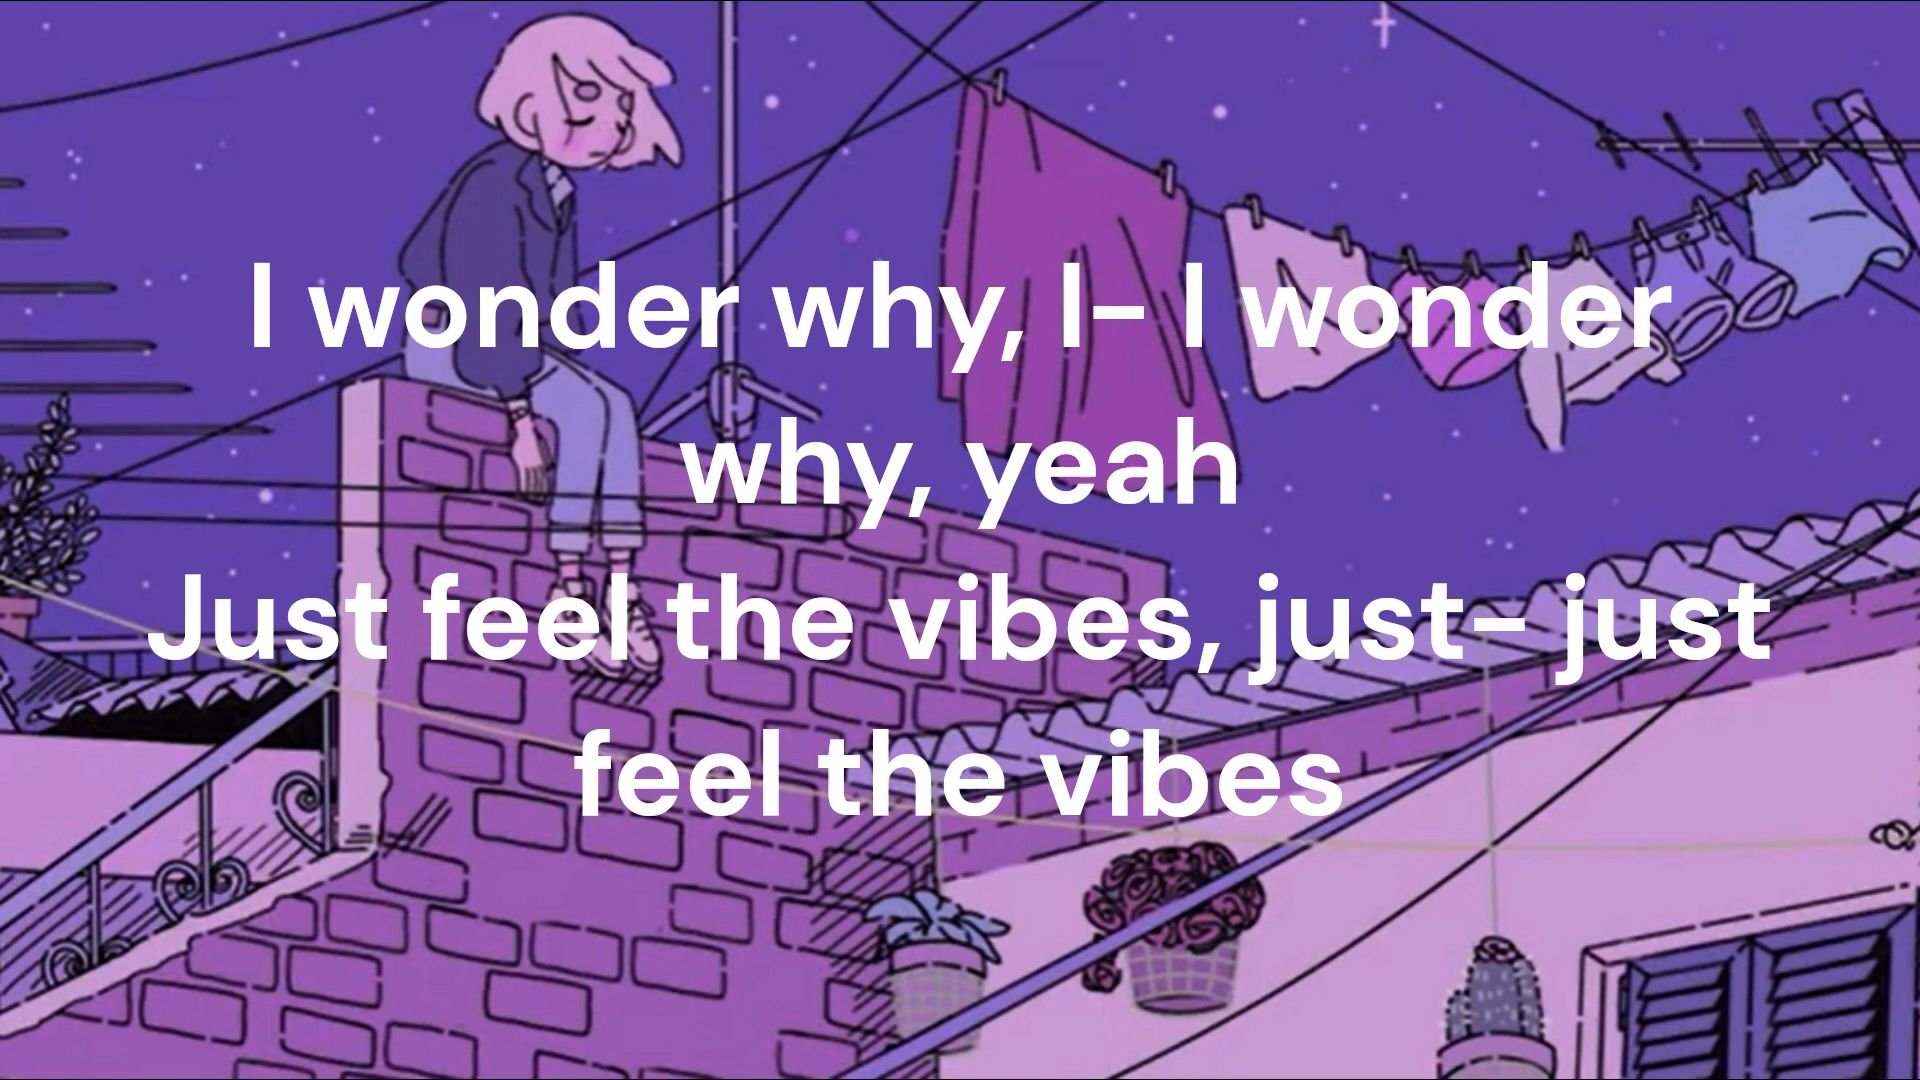 I wonder why, I– I wonder
why, yeah
Just feel the vibes, just– just
feel the vibes